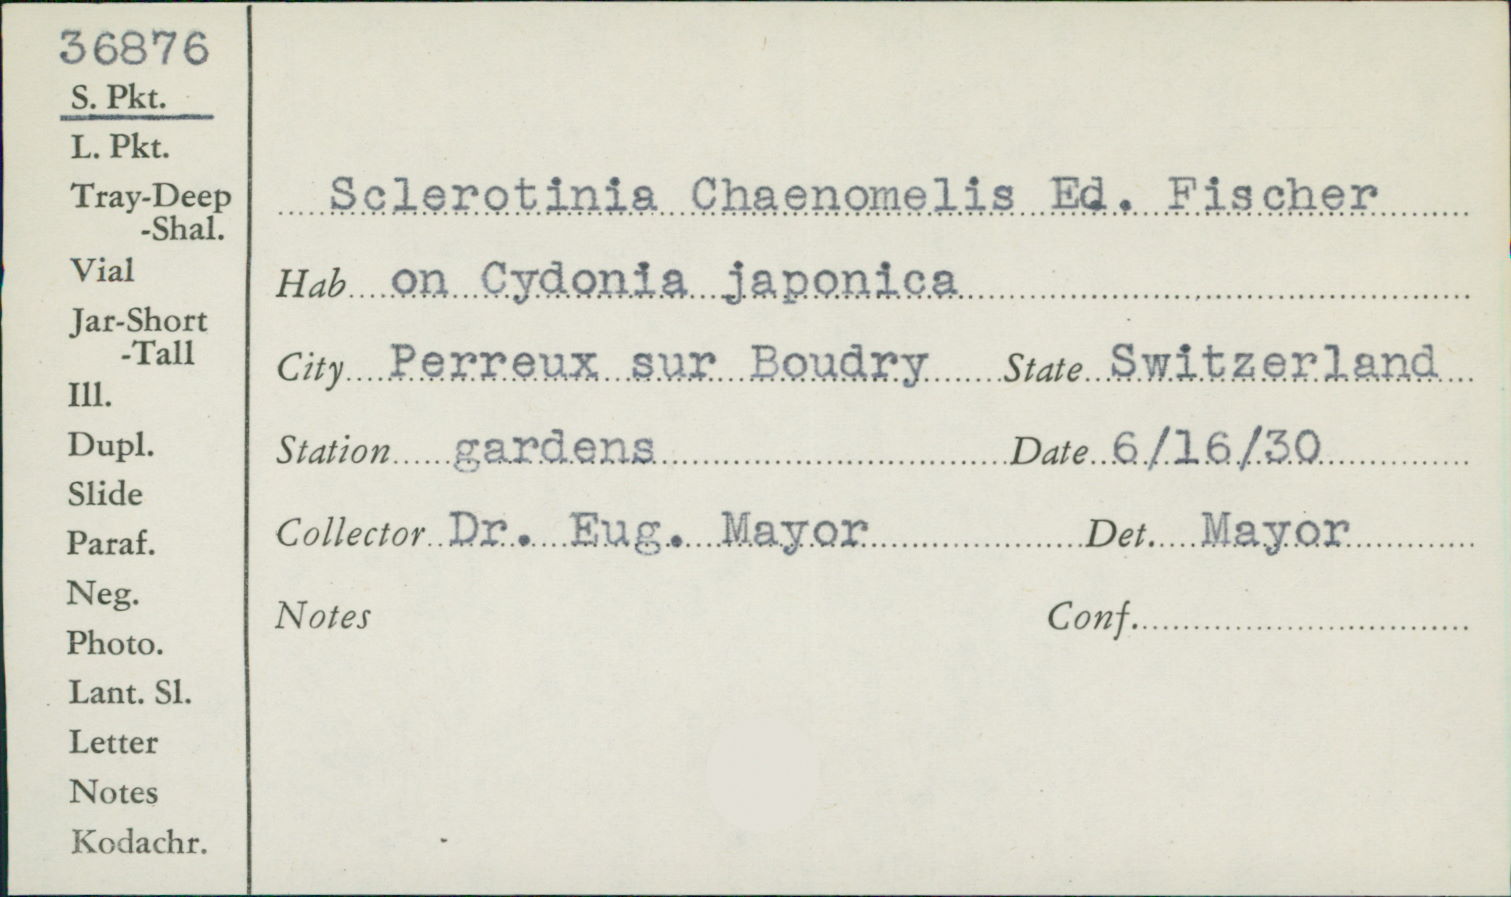 36876
S. Pkt.
L. Pkt.
Tray-Deep
-Shal.
Vial
Jar-Short
-Tall
Ill.
Dupl.
Slide
Paraf.
Neg.
Photo.
Lant. Sl.
Letter
Notes
Kodachr.
Sclerotinia Chaenomelis Ed. Fischer
Hab on Cydonia japonica
City Perreux sur Boudry State Switzerland
Station gardens Date 6/16/30
Collector Dr. Eug. Mayor Det. Mayor
Notes Conf.